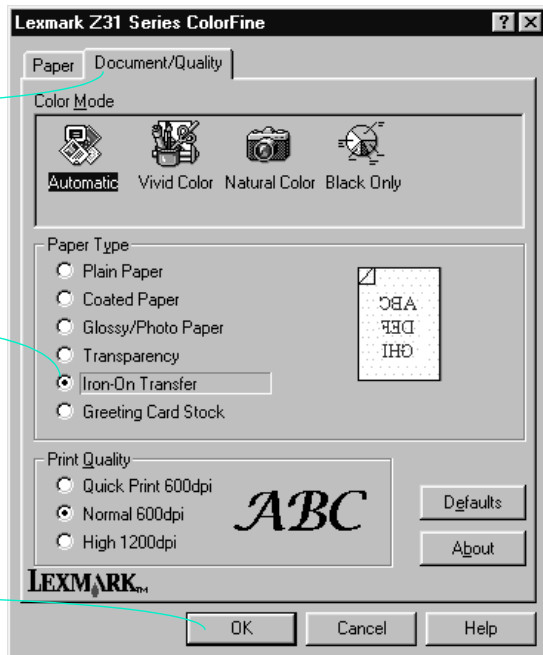 Lexmark Z31 Series ColorFine
Paper Document/Quality
Color Mode
Automatic Vivid Color Natural Color Black Only
Paper Type
Plain Paper
Coated Paper
Glossy/Photo Paper
Transparency
Iron-On Transfer
Greeting Card Stock
ABC
DEF
GHI
Print Quality
Quick Print 600dpi
Normal 600dpi
High 1200dpi
ABC
Defaults
About
LEXMARK™
OK Cancel Help